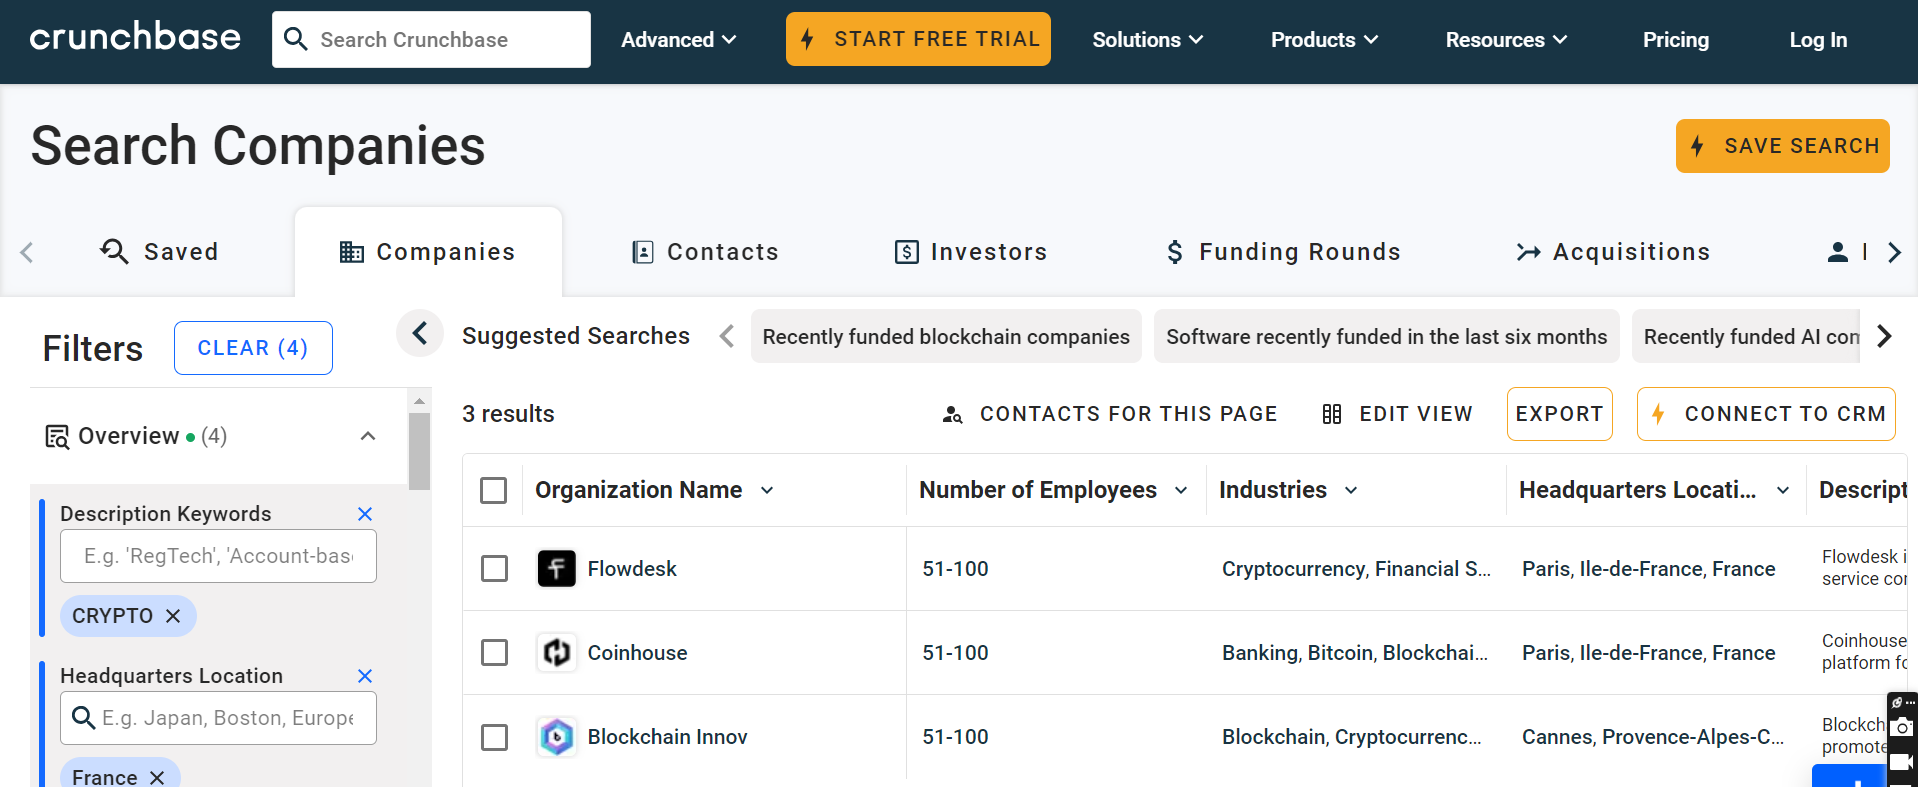 crunchbase
Search Crunchbase
Advanced
START FREE TRIAL
Solutions
Products
Resources
Pricing
Log In
Search Companies
SAVE SEARCH
Saved
Companies
Contacts
Investors
Funding Rounds
Acquisitions
Filters
CLEAR (4)
Suggested Searches
Recently funded blockchain companies
Software recently funded in the last six months
Recently funded AI con
3 results
CONTACTS FOR THIS PAGE
EDIT VIEW
EXPORT
CONNECT TO CRM
Overview (4)
Description Keywords
E.g. 'RegTech', 'Account-bas
CRYPTO
Headquarters Location
E.g. Japan, Boston, Europe
France
Organization Name
Number of Employees
Industries
Headquarters Locati...
Descript
Flowdesk
51-100
Cryptocurrency, Financial S...
Paris, Ile-de-France, France
Flowdesk i
service cor
Coinhouse
51-100
Banking, Bitcoin, Blockchai...
Paris, Ile-de-France, France
Coinhouse
platform fo
Blockchain Innov
51-100
Blockchain, Cryptocurrenc...
Cannes, Provence-Alpes-C...
Blockch
promote